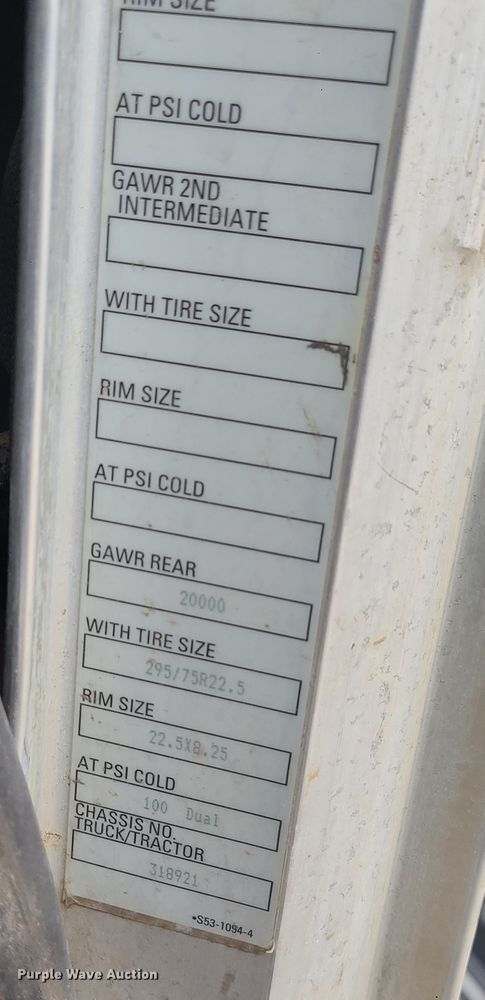 RIM SIZE
AT PSI COLD
GAWR 2ND
INTERMEDIATE
WITH TIRE SIZE
RIM SIZE
AT PSI COLD
GAWR REAR
20000
WITH TIRE SIZE
295/75R22.5
RIM SIZE
22.5X8.25
AT PSI COLD
100 Dual
CHASSIS NO.
TRUCK/TRACTOR
318921
*S53-1094-4
Purple Wave Auction